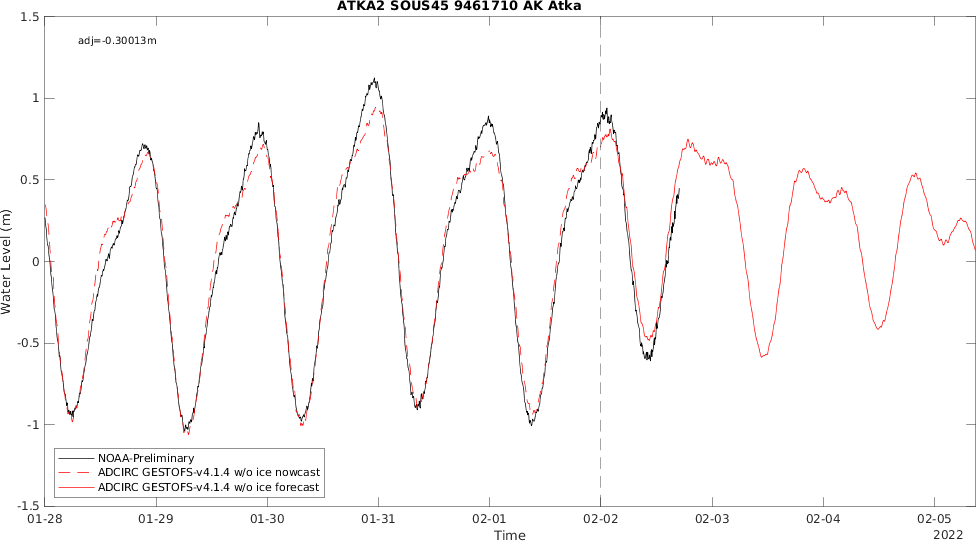 ATKA2 SOUS45 9461710 AK Atka
adj=-0.30013m
Water Level (m)
1.5
1
0.5
0
-0.5
-1
-1.5
NOAA-Preliminary
ADCIRC GESTOFS-v4.1.4 w/o ice nowcast
ADCIRC GESTOFS-v4.1.4 w/o ice forecast
01-28 01-29 01-30 01-31 02-01 02-02 02-03 02-04 02-05
Time
2022